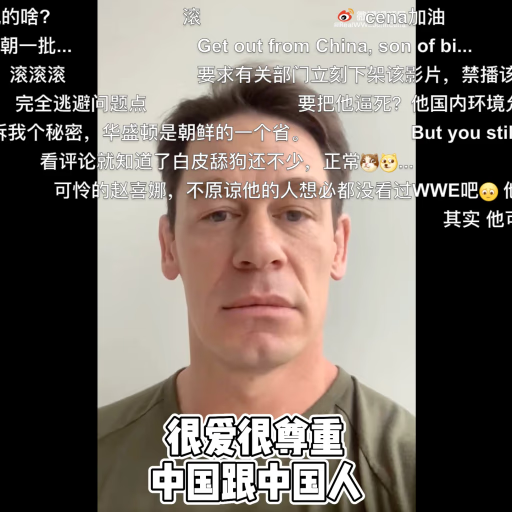 的啥?
滚
cena加油
朝一批...
Get out from China, son of bi...
滚滚滚
要求有关部门立刻下架该影片，禁播该
完全逃避问题点
要把他逼死？他国内环境
诉我个秘密，华盛顿是朝鲜的一个省。
But you stil
看评论就知道了白皮舔狗还不少，正常🐶🐶...
可怜的赵喜娜，不原谅他的人想必都没看过WWE吧😳 他
其实 他可
很爱很尊重
中国跟中国人